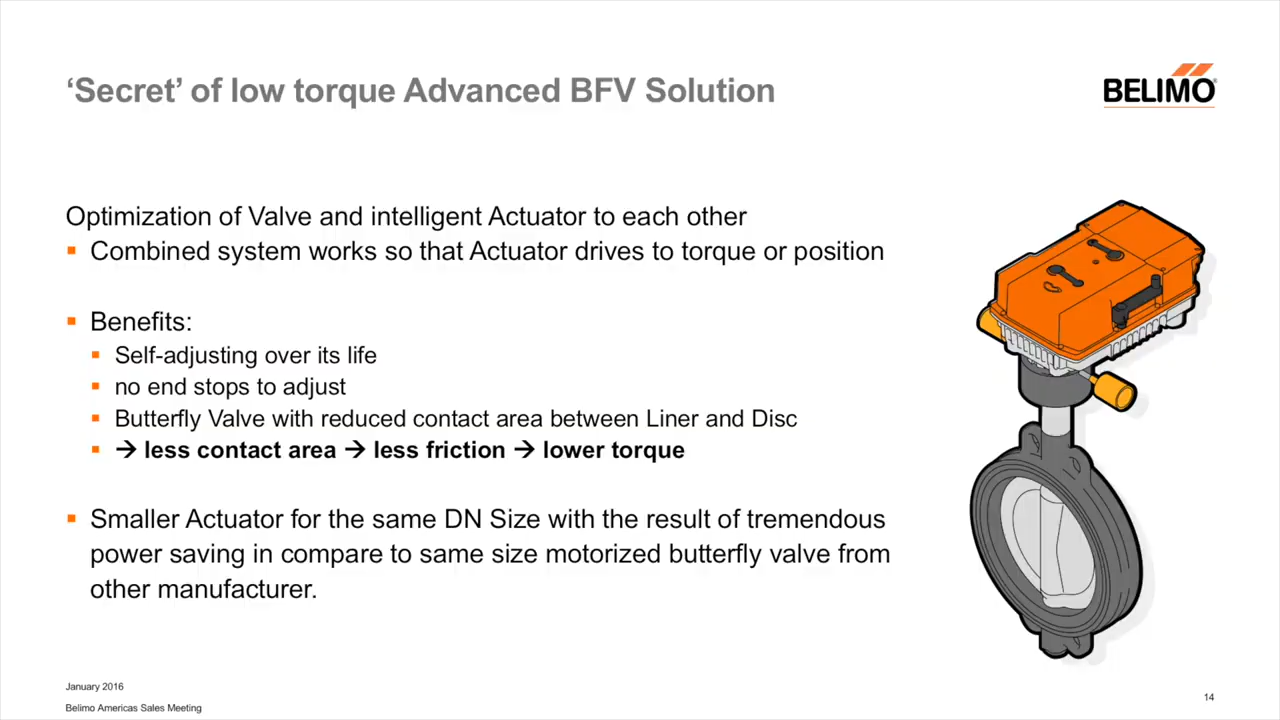 ‘Secret’ of low torque Advanced BFV Solution
BELIMO®
Optimization of Valve and intelligent Actuator to each other
▪ Combined system works so that Actuator drives to torque or position
▪ Benefits:
▪ Self-adjusting over its life
▪ no end stops to adjust
▪ Butterfly Valve with reduced contact area between Liner and Disc
▪ → less contact area → less friction → lower torque
▪ Smaller Actuator for the same DN Size with the result of tremendous
power saving in compare to same size motorized butterfly valve from
other manufacturer.
January 2016
Belimo Americas Sales Meeting
14